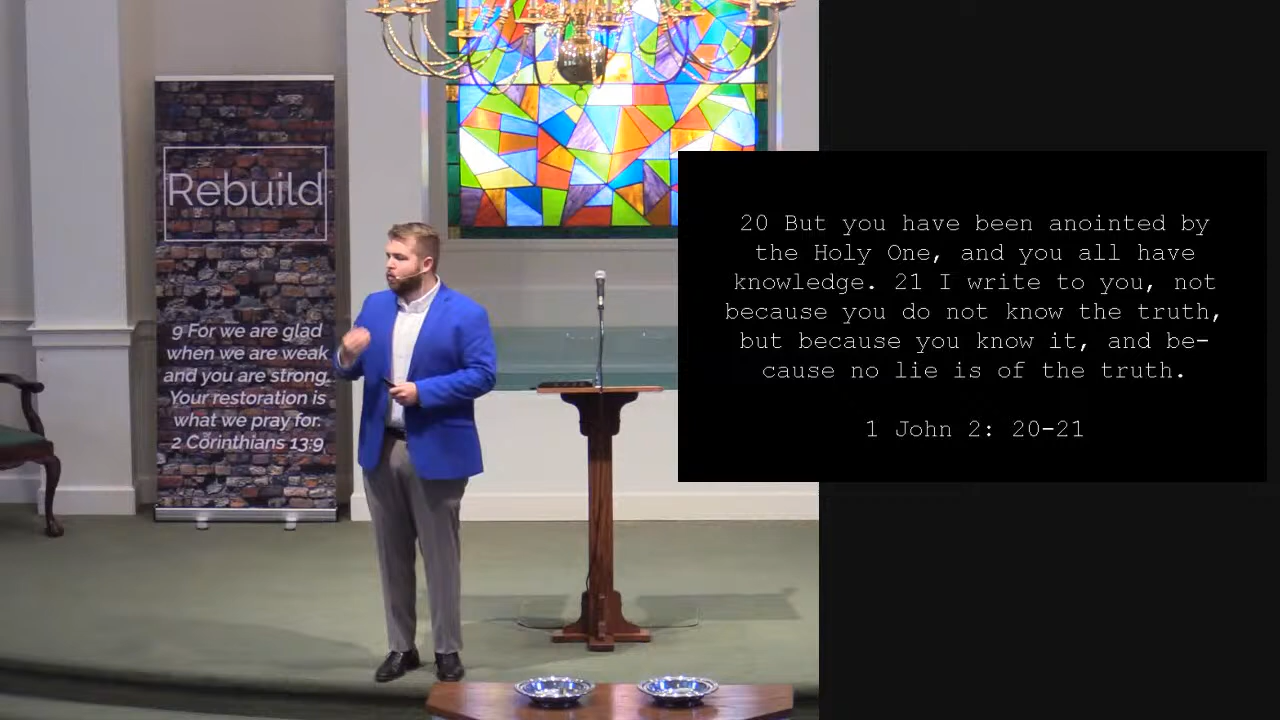 Rebuild
9 For we are glad
when we are weak
and you are strong.
Your restoration is
what we pray for.
2 Corinthians 13:9
20 But you have been anointed by
the Holy One, and you all have
knowledge. 21 I write to you, not
because you do not know the truth,
but because you know it, and be-
cause no lie is of the truth.
1 John 2: 20-21